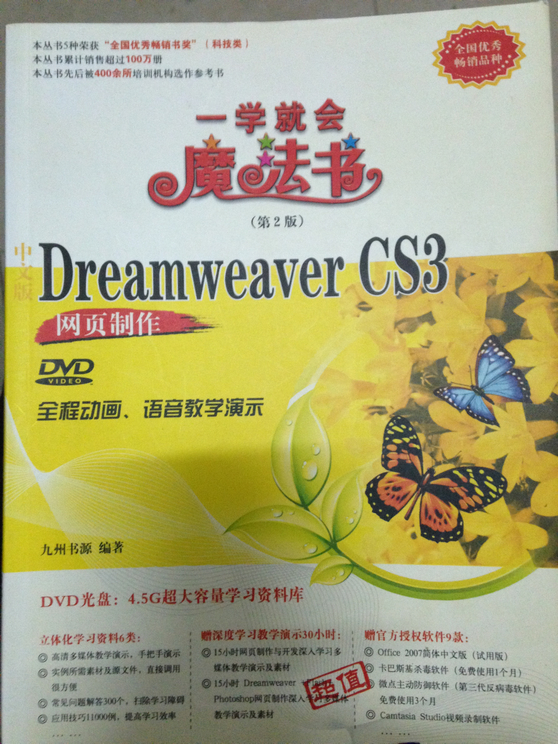 本丛书5种荣获“全国优秀畅销书奖”（科技类）
本丛书累计销售超过100万册
本丛书先后被400余所培训机构选作参考书
全国优秀
畅销品种
一学就会
魔法书
（第2版）
中文版
Dreamweaver CS3
网页制作
DVD
VIDEO
全程动画、语音教学演示
九州书源 编著
DVD光盘：4.5G超大容量学习资料库
立体化学习资料6类：
◎ 高清多媒体教学演示，手把手演示
◎ 实例所需素材及源文件，直接调用
很方便
◎ 常见问题解答300个，扫除学习障碍
◎ 应用技巧11000例，提高学习效率
... ...
赠深度学习教学演示30小时：
◎ 15小时网页制作与开发深入学习多
媒体教学演示及素材
◎ 15小时 Dreamweaver
Photoshop网页制作深入学习多媒体
教学演示及素材
超值
赠官方授权软件9款：
◎ Office 2007简体中文版（试用版）
◎ 卡巴斯基杀毒软件（免费使用1个月）
◎ 微点主动防御软件（第三代反病毒软件）
免费使用3个月
◎ Camtasia Studio视频录制软件
... ...